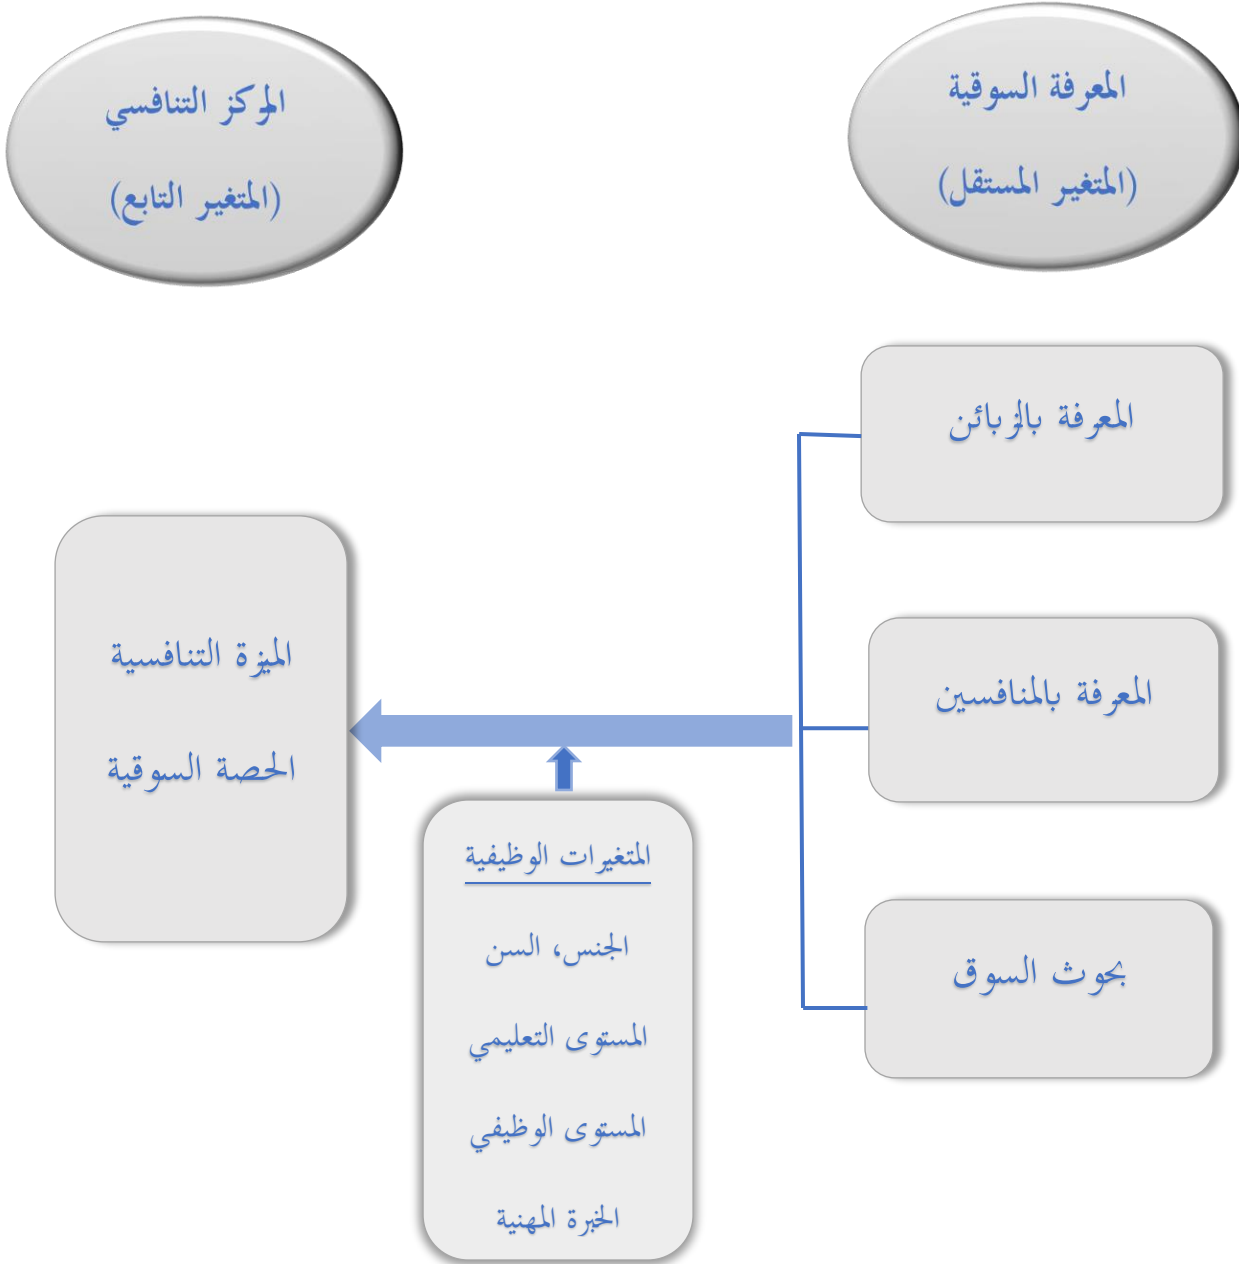 المعرفة السوقية
(المتغير المستقل)
المركز التنافسي
(المتغير التابع)
المعرفة بالزبائن
المعرفة بالمنافسين
بحوث السوق
الميزة التنافسية
الحصة السوقية
المتغيرات الوظيفية
الجنس، السن
المستوى التعليمي
المستوى الوظيفي
الخبرة المهنية